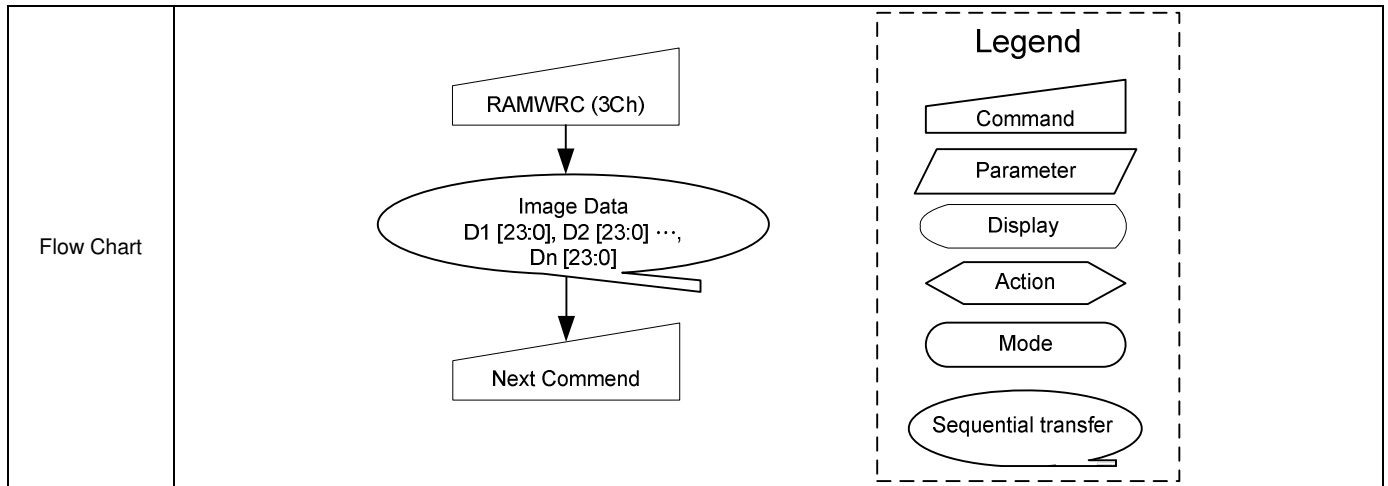 Flow Chart
RAMWRC (3Ch)
Image Data
D1 [23:0], D2 [23:0] ⋯,
Dn [23:0]
Next Commend
Legend
Command
Parameter
Display
Action
Mode
Sequential transfer